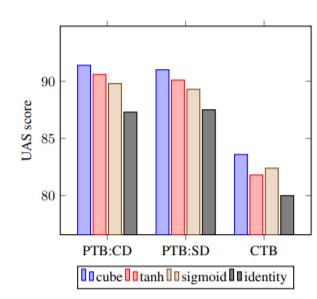 90
85
80
UAS score
PTB:CD PTB:SD CTB
cube tanh sigmoid identity